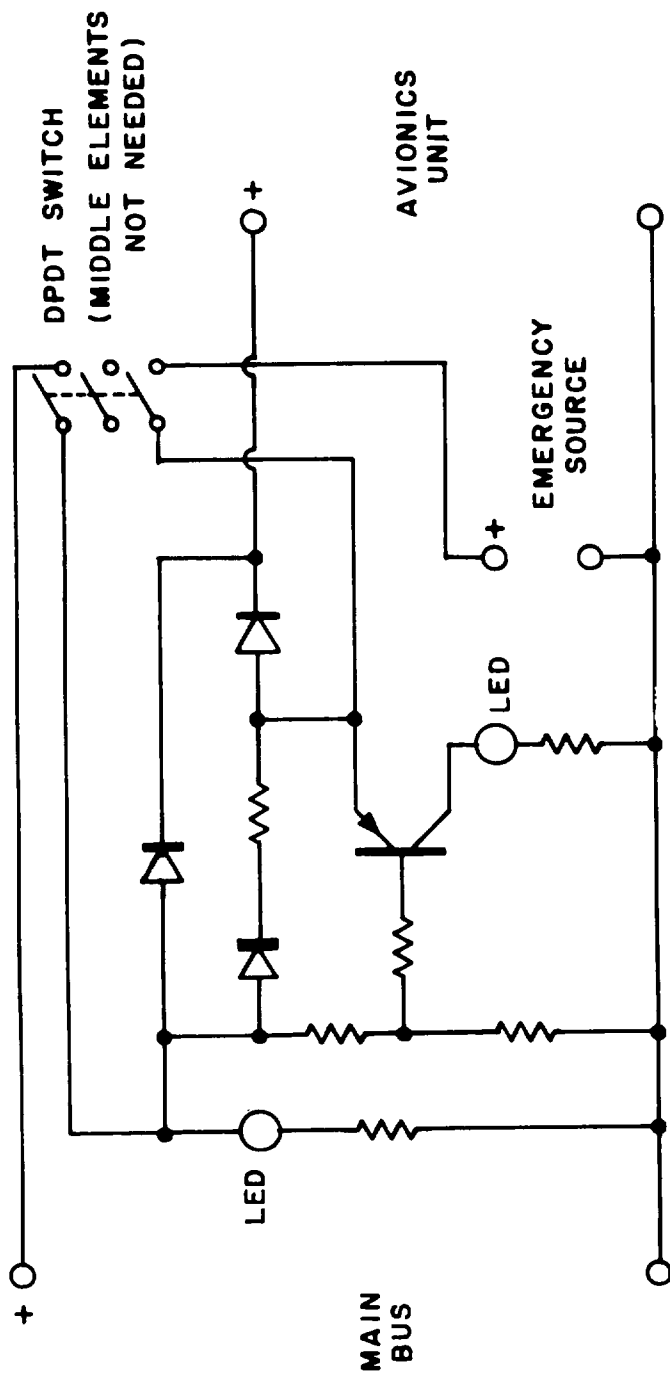 DPDT SWITCH
(MIDDLE ELEMENTS
NOT NEEDED)
+
+
AVIONICS
UNIT
MAIN
BUS
LED
LED
+
EMERGENCY
SOURCE